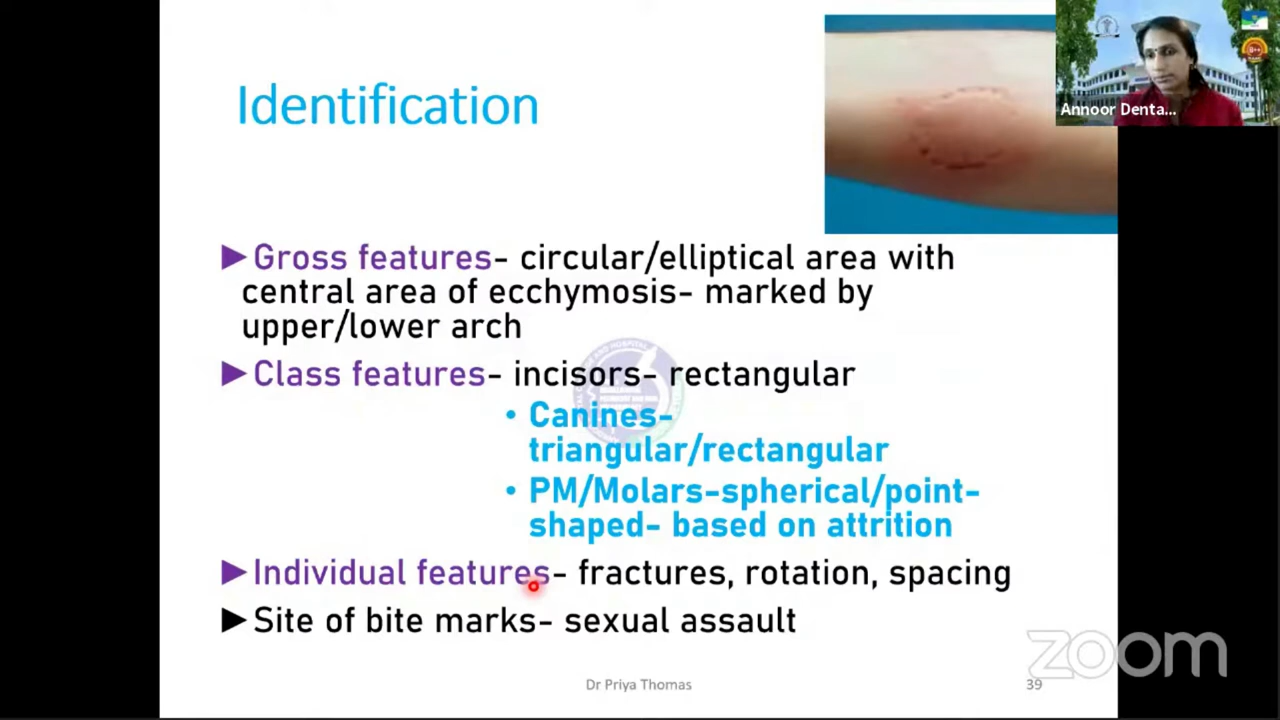 Identification
Annoor Denta...
►Gross features- circular/elliptical area with
central area of ecchymosis- marked by
upper/lower arch
►Class features- incisors- rectangular
• Canines-
triangular/rectangular
• PM/Molars-spherical/point-
shaped- based on attrition
►Individual features- fractures, rotation, spacing
►Site of bite marks- sexual assault
zoom
Dr Priya Thomas
39